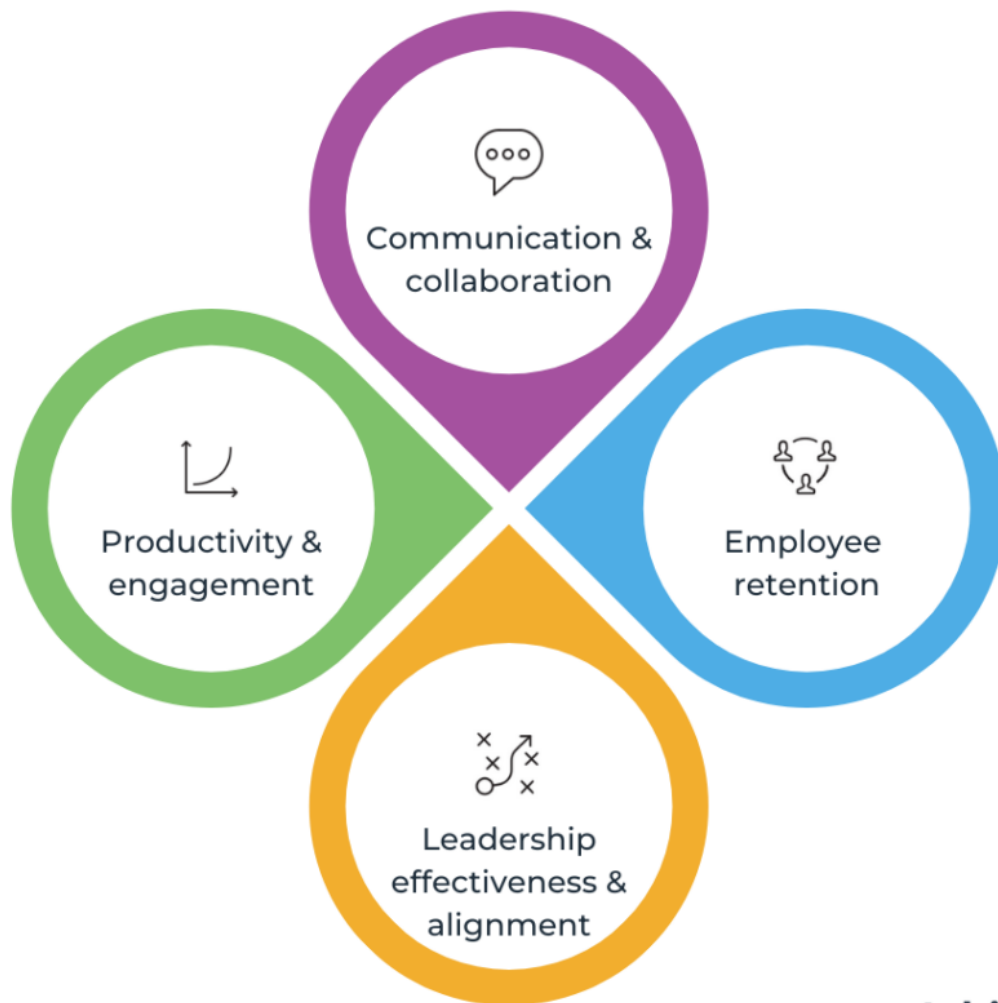 Communication &
collaboration
Productivity &
engagement
Employee
retention
Leadership
effectiveness &
alignment